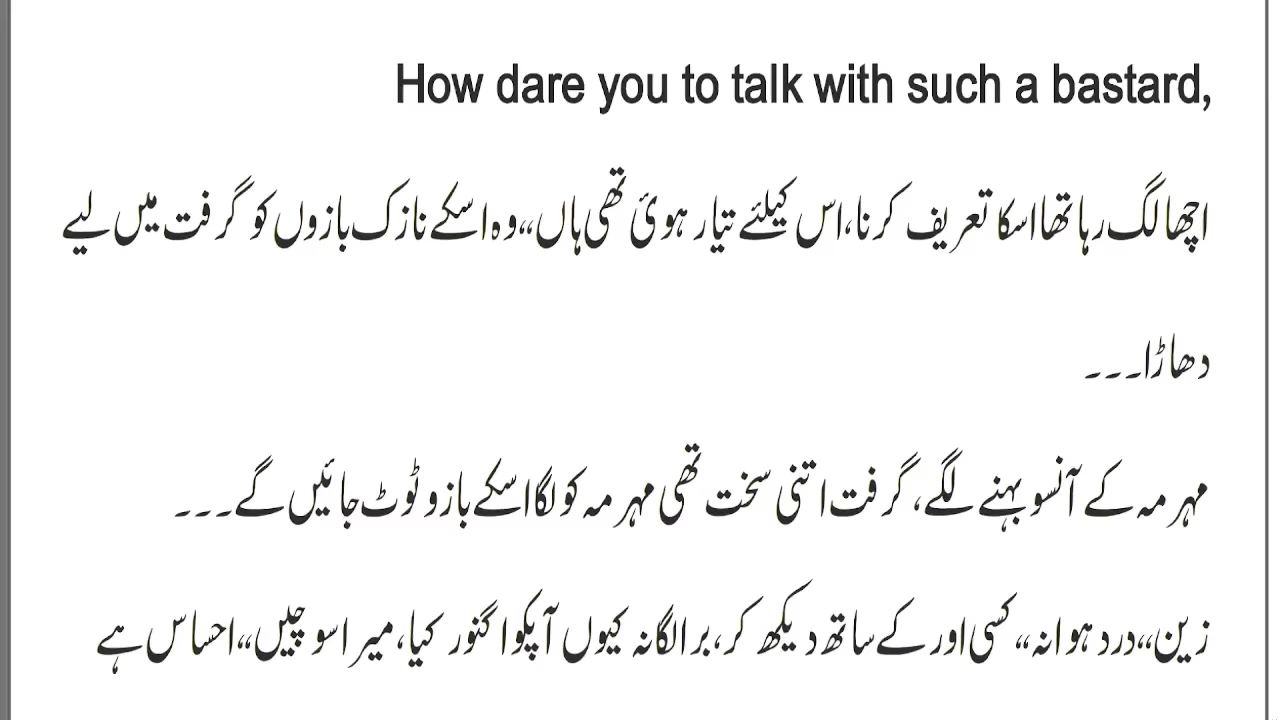 How dare you to talk with such a bastard,
اچھا لگ رہا تھا اسکا تعریف کرنا،اس کیلئے تیار ہوئ تھی ہاں،،وہ اسکے نازک بازوں کو گرفت میں لیے
دھاڑا۔۔۔
مہرمہ کے آنسو بہنے لگے،گرفت اتنی سخت تھی مہرمہ کو لگا اسکے بازو ٹوٹ جائیں گے۔۔۔
زین،،درد ہوا نہ،،کسی اور کے ساتھ دیکھ کر،برا لگا نہ کیوں آپکو اگنور کیا،میرا سوچیں،،احساس ہے